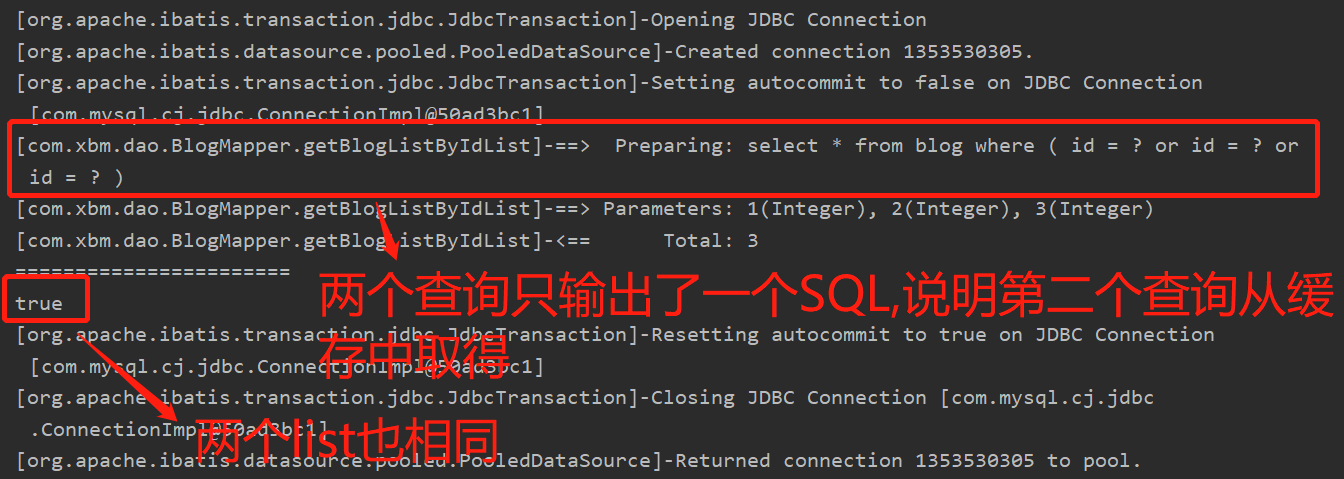 [org.apache.ibatis.transaction.jdbc.JdbcTransaction]-Opening JDBC Connection
[org.apache.ibatis.datasource.pooled.PooledDataSource]-Created connection 1353530305.
[org.apache.ibatis.transaction.jdbc.JdbcTransaction]-Setting autocommit to false on JDBC Connection
[com.mysql.cj.jdbc.ConnectionImpl@50ad3bc1]
[com.xbm.dao.BlogMapper.getBlogListByIdList]-==>  Preparing: select * from blog where ( id = ? or id = ? or
id = ? )
[com.xbm.dao.BlogMapper.getBlogListByIdList]-==> Parameters: 1(Integer), 2(Integer), 3(Integer)
[com.xbm.dao.BlogMapper.getBlogListByIdList]-<==      Total: 3
=======================
两个查询只输出了一个SQL,说明第二个查询从缓
true
[org.apache.ibatis.transaction.jdbc.JdbcTransaction]-Resetting autocommit to true on JDBC Connection
存中取得
[com.mysql.cj.jdbc.ConnectionImpl@50ad3bc1]
[org.apache.ibatis.transaction.jdbc.JdbcTransaction]-Closing JDBC Connection [com.mysql.cj.jdbc
.ConnectionImpl@50ad3bc1]
两个list也相同
[org.apache.ibatis.datasource.pooled.PooledDataSource]-Returned connection 1353530305 to pool.